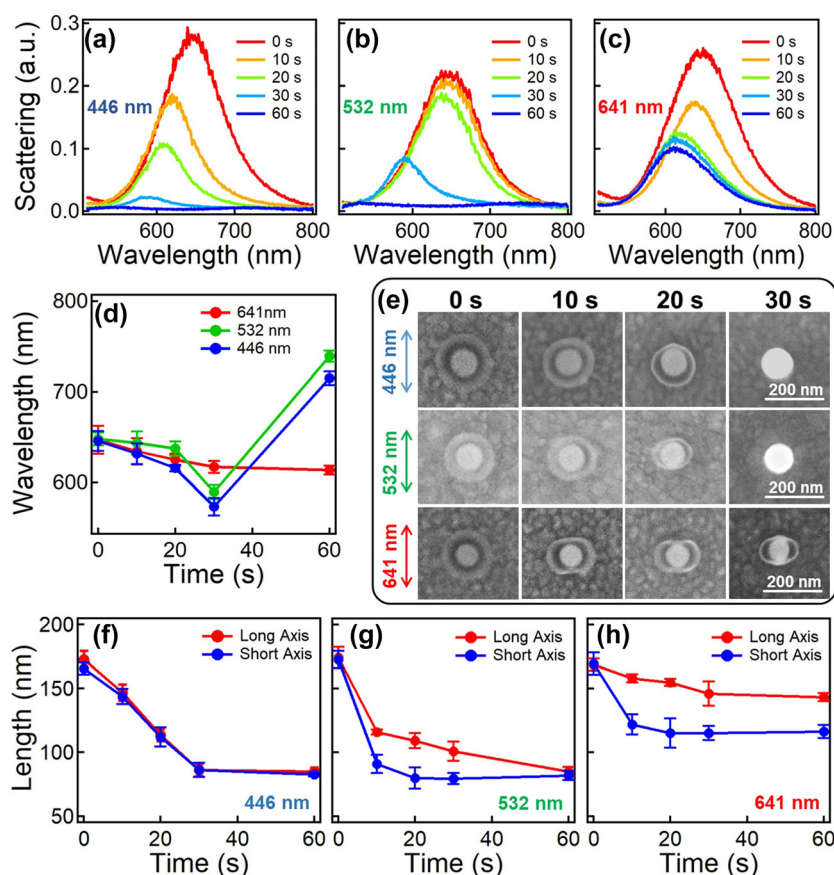 (a)
0.3
0.2
0.1
0.0
Scattering (a.u.)
446 nm
0 s
10 s
20 s
30 s
60 s
600 700 800
Wavelength (nm)
(b)
532 nm
0 s
10 s
20 s
30 s
60 s
600 700 800
Wavelength (nm)
(c)
641 nm
0 s
10 s
20 s
30 s
60 s
600 700 800
Wavelength (nm)
(d)
800
700
600
Wavelength (nm)
641nm
532 nm
446 nm
0 20 40 60
Time (s)
(e) 0 s 10 s 20 s 30 s
446 nm
200 nm
532 nm
200 nm
641 nm
200 nm
(f)
200
150
100
50
Length (nm)
Long Axis
Short Axis
446 nm
0 20 40 60
Time (s)
(g)
Long Axis
Short Axis
532 nm
0 20 40 60
Time (s)
(h)
Long Axis
Short Axis
641 nm
0 20 40 60
Time (s)